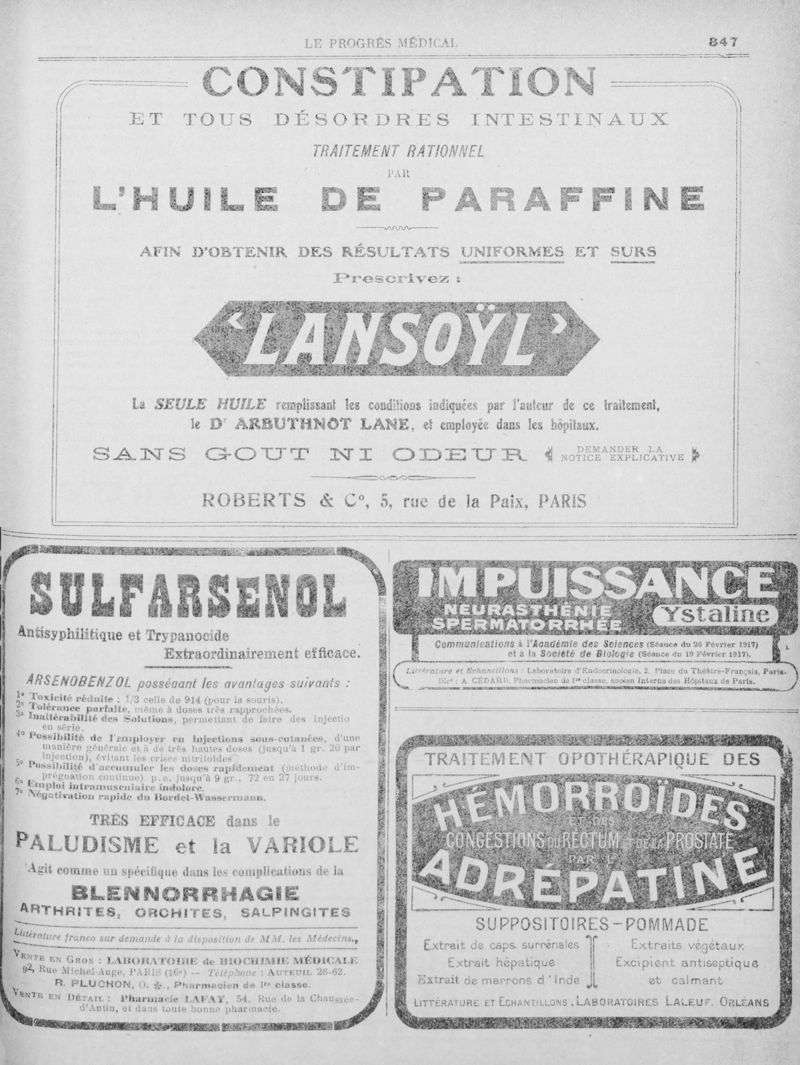 LE PROGRÈS MÉDICAL
847
CONSTIPATION
ET TOUS DÉSORDRES INTESTINAUX
TRAITEMENT RATIONNEL
PAR
L'HUILE DE PARAFFINE
AFIN D'OBTENIR DES RÉSULTATS UNIFORMES ET SURS
Prescrivez :
"LANSOŸL"
La SEULE HUILE remplissant les conditions indiquées par l'auteur de ce traitement,
le Dr ARBUTHNOT LANE, et employée dans les hôpitaux.
SANS GOUT NI ODEUR
DEMANDER LA
NOTICE EXPLICATIVE
ROBERTS & Co, 5, rue de la Paix, PARIS
SULFARSENOL
Antisyphilitique et Trypanocide
Extraordinairement efficace.
ARSENOBENZOL possédant les avantages suivants :
1o Toxicité réduite : 1/3 celle de 914 (pour la souris).
2o Tolérance parfaite, même à doses très rapprochées.
3o Inaltérabilité des Solutions, permettant de faire des injectio
en série.
4o Possibilité de l'employer en injections sous-cutanées, d'une
manière générale et à de très hautes doses (jusqu'à 1 gr. 20 par
injection), évitant les crises nitritoïdes
5o Possibilité d'accumuler les doses rapidement (méthode d'im-
prégnation continue) p. e. jusqu'à 9 gr., 72 en 27 jours.
6o Emploi intramusculaire indolore.
7o Négativation rapide du Bordet-Wassermann.
TRÈS EFFICACE dans le
PALUDISME et la VARIOLE
Agit comme un spécifique dans les complications de la
BLENNORRHAGIE
ARTHRITES, ORCHITES, SALPINGITES
Littérature franco sur demande à la disposition de MM. les Médecins.
VENTE EN GROS : LABORATOIRE de BIOCHIMIE MÉDICALE
92, Rue Michel-Ange, PARIS (16e) — Téléphone : AUTEUIL 26-62.
R. PLUCHON, O. ✠., Pharmacien de 1re classe.
VENTE EN DÉTAIL : Pharmacie LAFAY, 54, Rue de la Chaussée-
d'Antin, et dans toute bonne pharmacie.
IMPUISSANCE
NEURASTHÉNIE
SPERMATORRHÉE
Ystaline
Communications à l'Académie des Sciences (Séance du 26 Février 1917)
et à la Société de Biologie (Séance du 19 Février 1917).
Littérature et Échantillons : Laboratoire d'Endocrinologie, 2, Place du Théâtre-Français, Paris.
Dirr : A. CÉDARD, Pharmacien de 1re classe, ancien Interne des Hôpitaux de Paris.
TRAITEMENT OPOTHÉRAPIQUE DES
HÉMORROÏDES
ET DES
CONGESTIONS DU RECTUM ET DE LA PROSTATE
PAR L'
ADRÉPATINE
SUPPOSITOIRES-POMMADE
Extrait de caps. surrénales
Extrait hépatique
Extrait de marrons d'Inde
Extraits végétaux
Excipient antiseptique
et calmant
LITTÉRATURE ET ÉCHANTILLONS, LABORATOIRES LALEUF. ORLÉANS